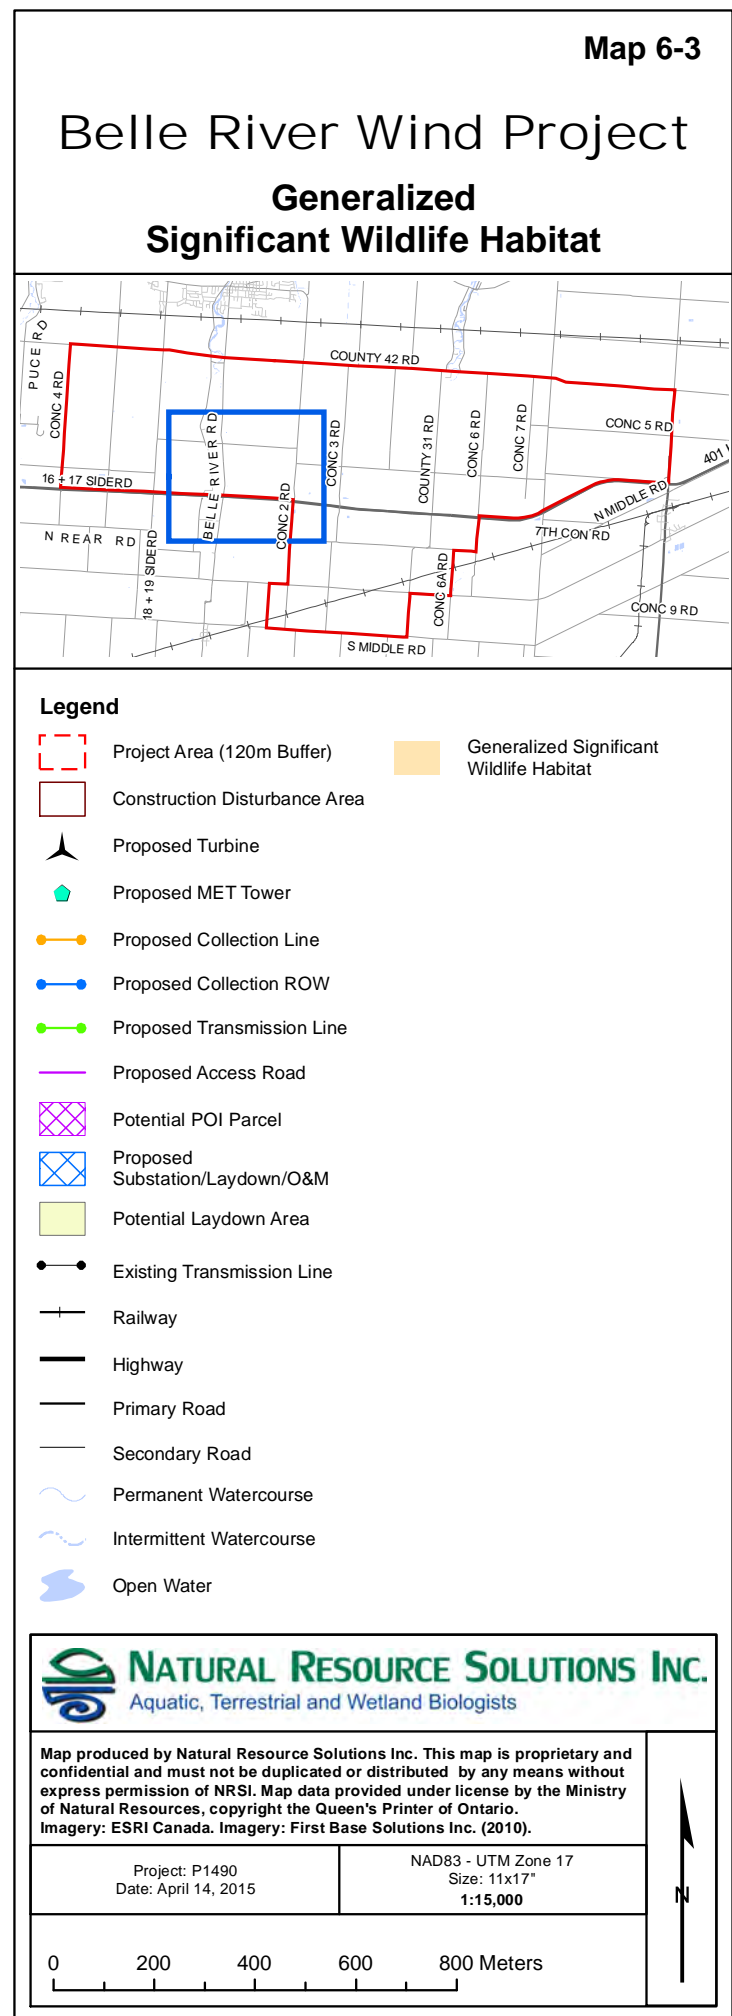 Map 6-3
Belle River Wind Project
Generalized
Significant Wildlife Habitat
PUCE RD
CONC 4 RD
COUNTY 42 RD
BELLE RIVER RD
CONC 3 RD
COUNTY 31 RD
CONC 6 RD
CONC 7 RD
CONC 5 RD
401
16 + 17 SIDERD
CONC 2 RD
N MIDDLE RD
N REAR RD
18 + 19 SIDERD
7TH CON RD
CONC 6A RD
CONC 9 RD
S MIDDLE RD
Legend
Project Area (120m Buffer)
Generalized Significant
Wildlife Habitat
Construction Disturbance Area
Proposed Turbine
Proposed MET Tower
Proposed Collection Line
Proposed Collection ROW
Proposed Transmission Line
Proposed Access Road
Potential POI Parcel
Proposed
Substation/Laydown/O&M
Potential Laydown Area
Existing Transmission Line
Railway
Highway
Primary Road
Secondary Road
Permanent Watercourse
Intermittent Watercourse
Open Water
NATURAL RESOURCE SOLUTIONS INC.
Aquatic, Terrestrial and Wetland Biologists
Map produced by Natural Resource Solutions Inc. This map is proprietary and
confidential and must not be duplicated or distributed by any means without
express permission of NRSI. Map data provided under license by the Ministry
of Natural Resources, copyright the Queen's Printer of Ontario.
Imagery: ESRI Canada. Imagery: First Base Solutions Inc. (2010).
Project: P1490
Date: April 14, 2015
NAD83 - UTM Zone 17
Size: 11x17"
1:15,000
N
0 200 400 600 800 Meters